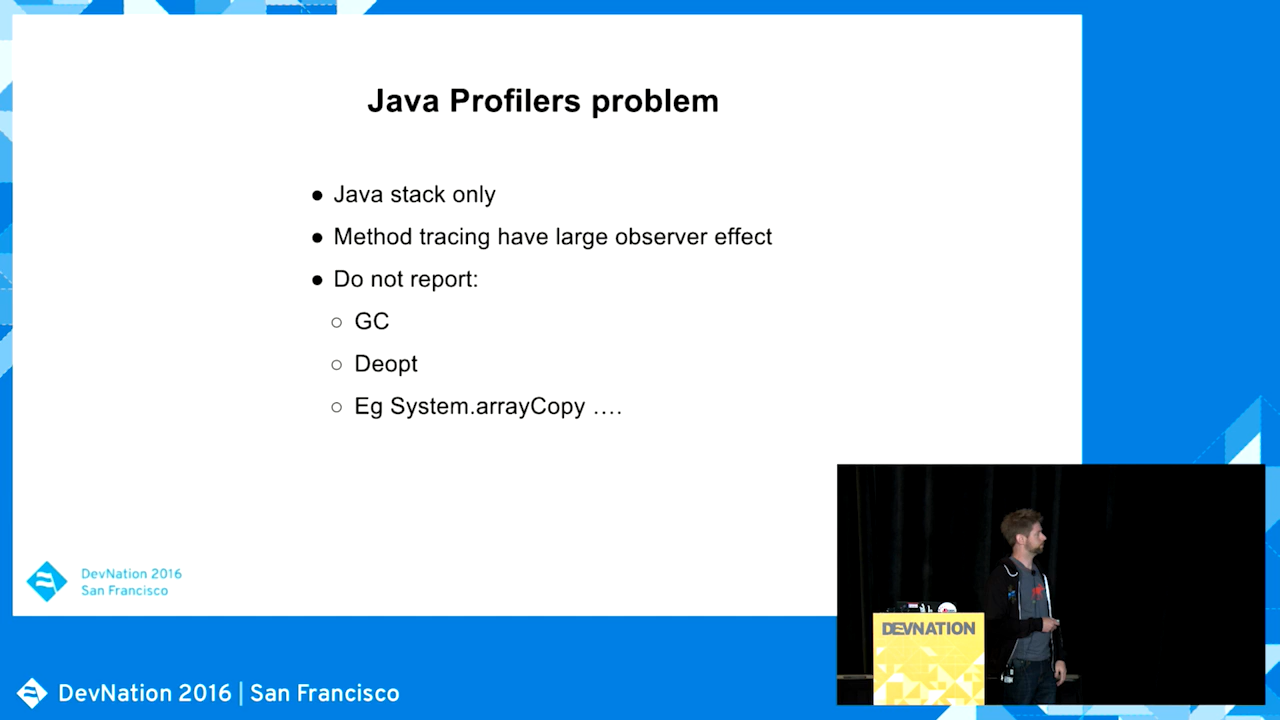 Java Profilers problem
● Java stack only
● Method tracing have large observer effect
● Do not report:
○ GC
○ Deopt
○ Eg System.arrayCopy ….
DevNation 2016
San Francisco
DEVNATION
DevNation 2016 | San Francisco